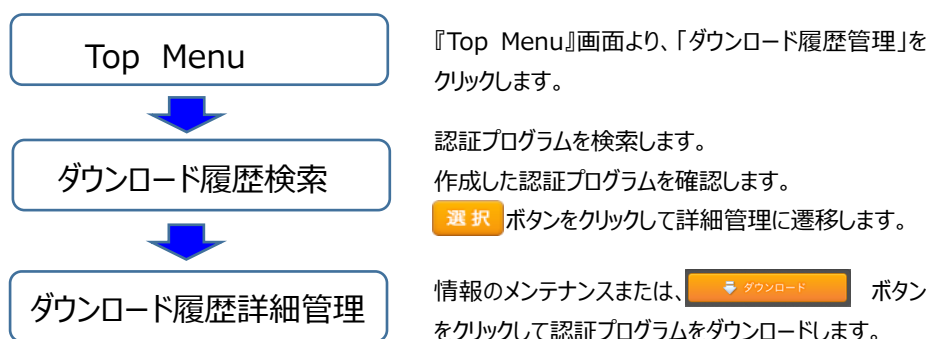 Top Menu
『Top Menu』画面より、「ダウンロード履歴管理」を
クリックします。
ダウンロード履歴検索
認証プログラムを検索します。
作成した認証プログラムを確認します。
選択 ボタンをクリックして詳細管理に遷移します。
ダウンロード履歴詳細管理
情報のメンテナンスまたは、 ダウンロード ボタン
をクリックして認証プログラムをダウンロードします。